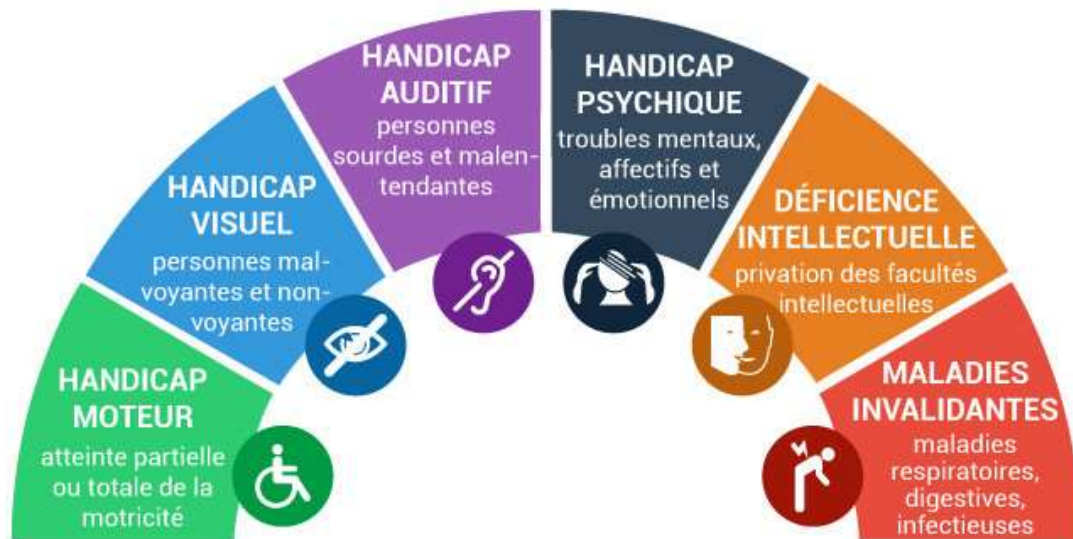 HANDICAP
MOTEUR
atteinte partielle
ou totale de la
motricité
HANDICAP
VISUEL
personnes mal-
voyantes et non-
voyantes
HANDICAP
AUDITIF
personnes
sourdes et malen-
tendantes
HANDICAP
PSYCHIQUE
troubles mentaux,
affectifs et
émotionnels
DÉFICIENCE
INTELLECTUELLE
privation des facultés
intellectuelles
MALADIES
INVALIDANTES
maladies
respiratoires,
digestives,
infectieuses